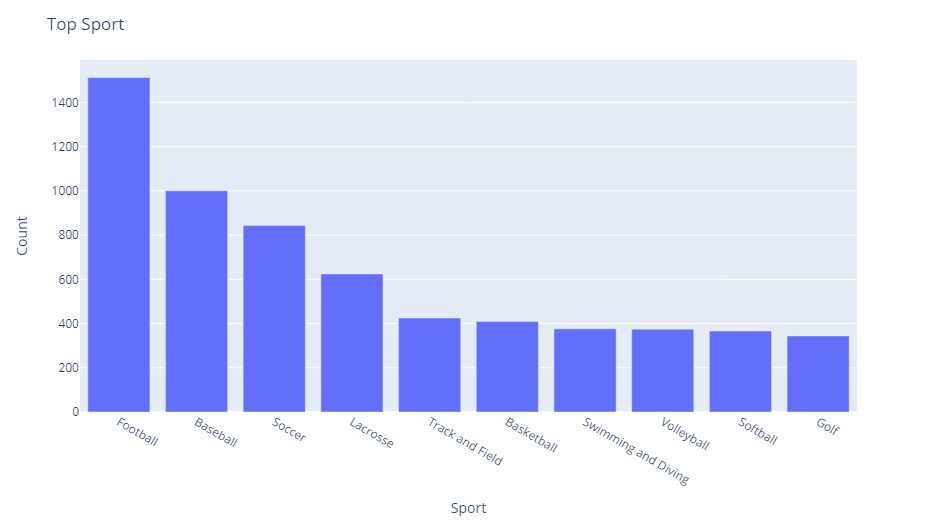 Top Sport
Count
1400
1200
1000
800
600
400
200
0
Football
Baseball
Soccer
Lacrosse
Track and Field
Basketball
Swimming and Diving
Volleyball
Softball
Golf
Sport